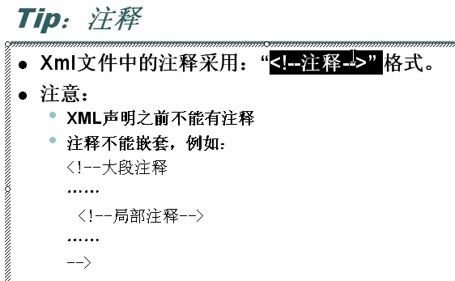 Tip：注释
Xml文件中的注释采用：“<!--注释-->”格式。
注意：
XML声明之前不能有注释
注释不能嵌套，例如：
<!--大段注释
……
<!--局部注释-->
……
-->